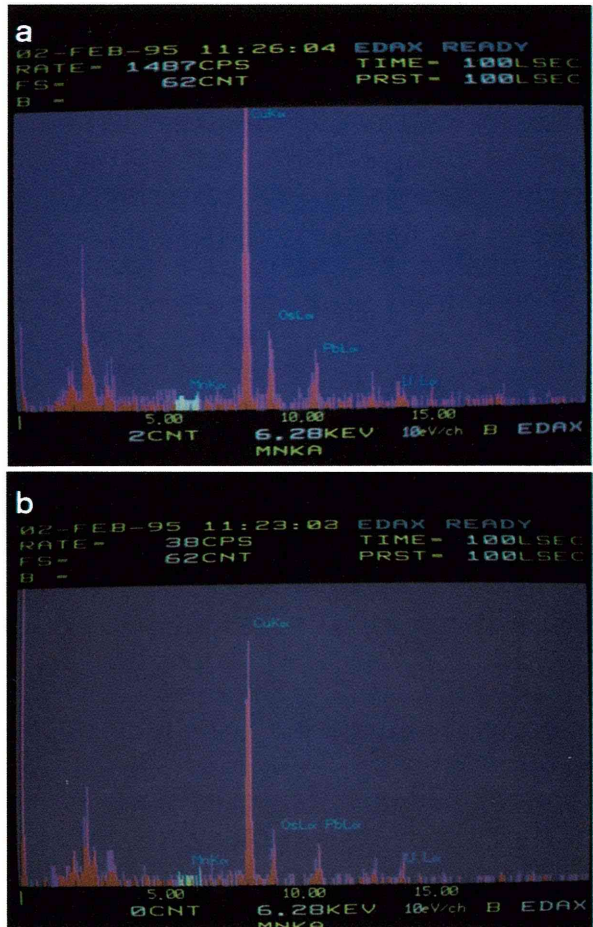 a
02-FEB-95 11:26:04 EDAX READY
RATE= 1487CPS TIME= 100LSEC
FS= 62CNT PRST= 100LSEC
B =
CuKα
OsLα
PbLα
MnKα
U Lα
5.00 10.00 15.00
2CNT 6.28KEV 10eV/ch B EDAX
MNKA
b
02-FEB-95 11:23:03 EDAX READY
RATE= 38CPS TIME= 100LSEC
FS= 62CNT PRST= 100LSEC
B =
CuKα
OsLα PbLα
MnKα U Lα
5.00 10.00 15.00
0CNT 6.28KEV 10eV/ch B EDAX
MNKA